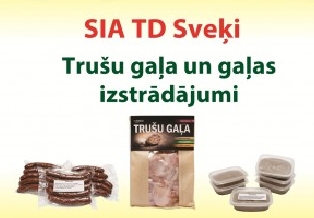 SIA TD Sveķi
Trušu gaļa un gaļas
izstrādājumi
TRUŠU GAĻA